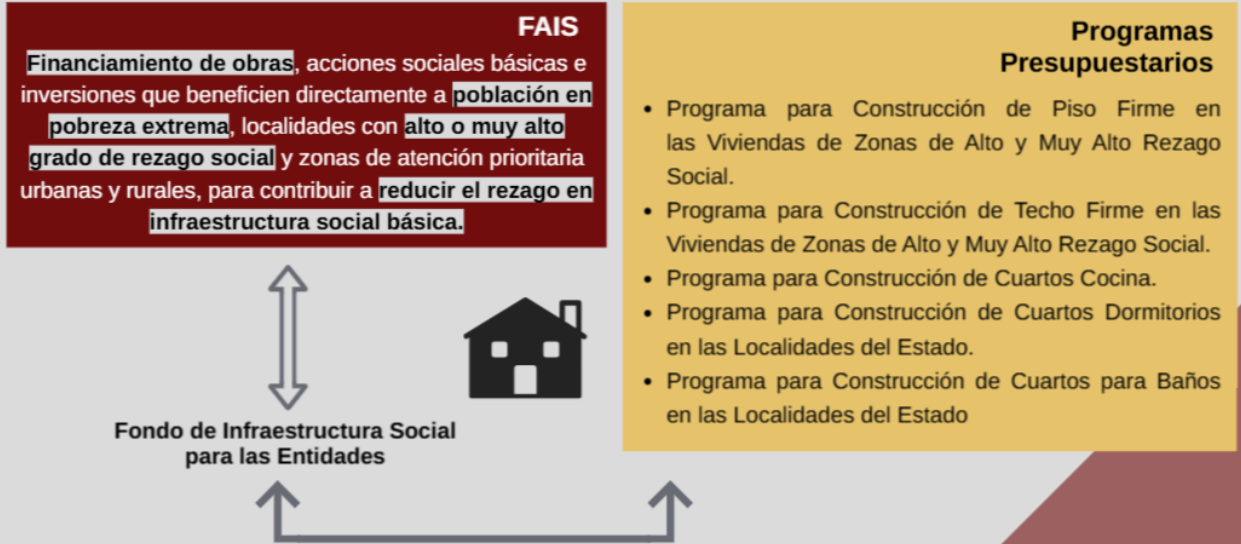 FAIS
Financiamiento de obras, acciones sociales básicas e
inversiones que beneficien directamente a población en
pobreza extrema, localidades con alto o muy alto
grado de rezago social y zonas de atención prioritaria
urbanas y rurales, para contribuir a reducir el rezago en
infraestructura social básica.
Fondo de Infraestructura Social
para las Entidades
Programas
Presupuestarios
• Programa para Construcción de Piso Firme en
las Viviendas de Zonas de Alto y Muy Alto Rezago
Social.
• Programa para Construcción de Techo Firme en las
Viviendas de Zonas de Alto y Muy Alto Rezago Social.
• Programa para Construcción de Cuartos Cocina.
• Programa para Construcción de Cuartos Dormitorios
en las Localidades del Estado.
• Programa para Construcción de Cuartos para Baños
en las Localidades del Estado